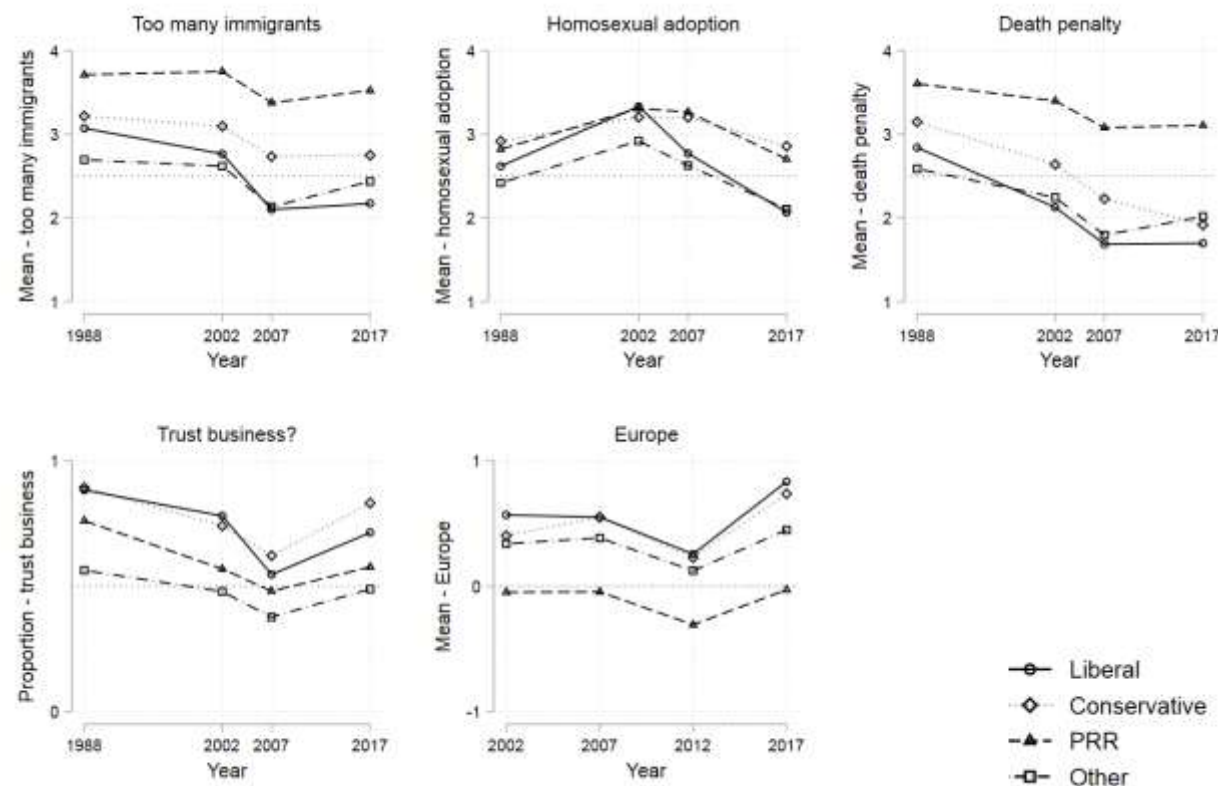 Too many immigrants
Mean - too many immigrants
4
3
2
1
1988 2002 2007 2017
Year
Homosexual adoption
Mean - homosexual adoption
4
3
2
1
1988 2002 2007 2017
Year
Death penalty
Mean - death penalty
4
3
2
1
1988 2002 2007 2017
Year
Trust business?
Proportion - trust business
1
0
1988 2002 2007 2017
Year
Europe
Mean - Europe
1
0
-1
2002 2007 2012 2017
Year
Liberal
Conservative
PRR
Other